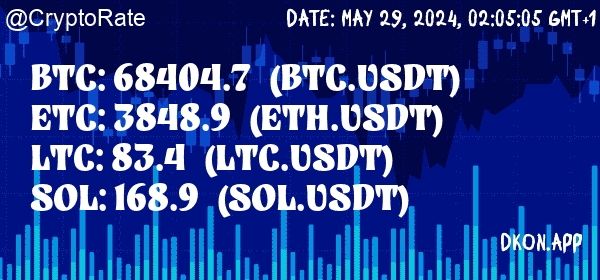 @CryptoRate
DATE: MAY 29, 2024, 02:05:05 GMT+1
BTC: 68404.7 (BTC.USDT)
ETC: 3848.9 (ETH.USDT)
LTC: 83.4 (LTC.USDT)
SOL: 168.9 (SOL.USDT)
DKON.APP